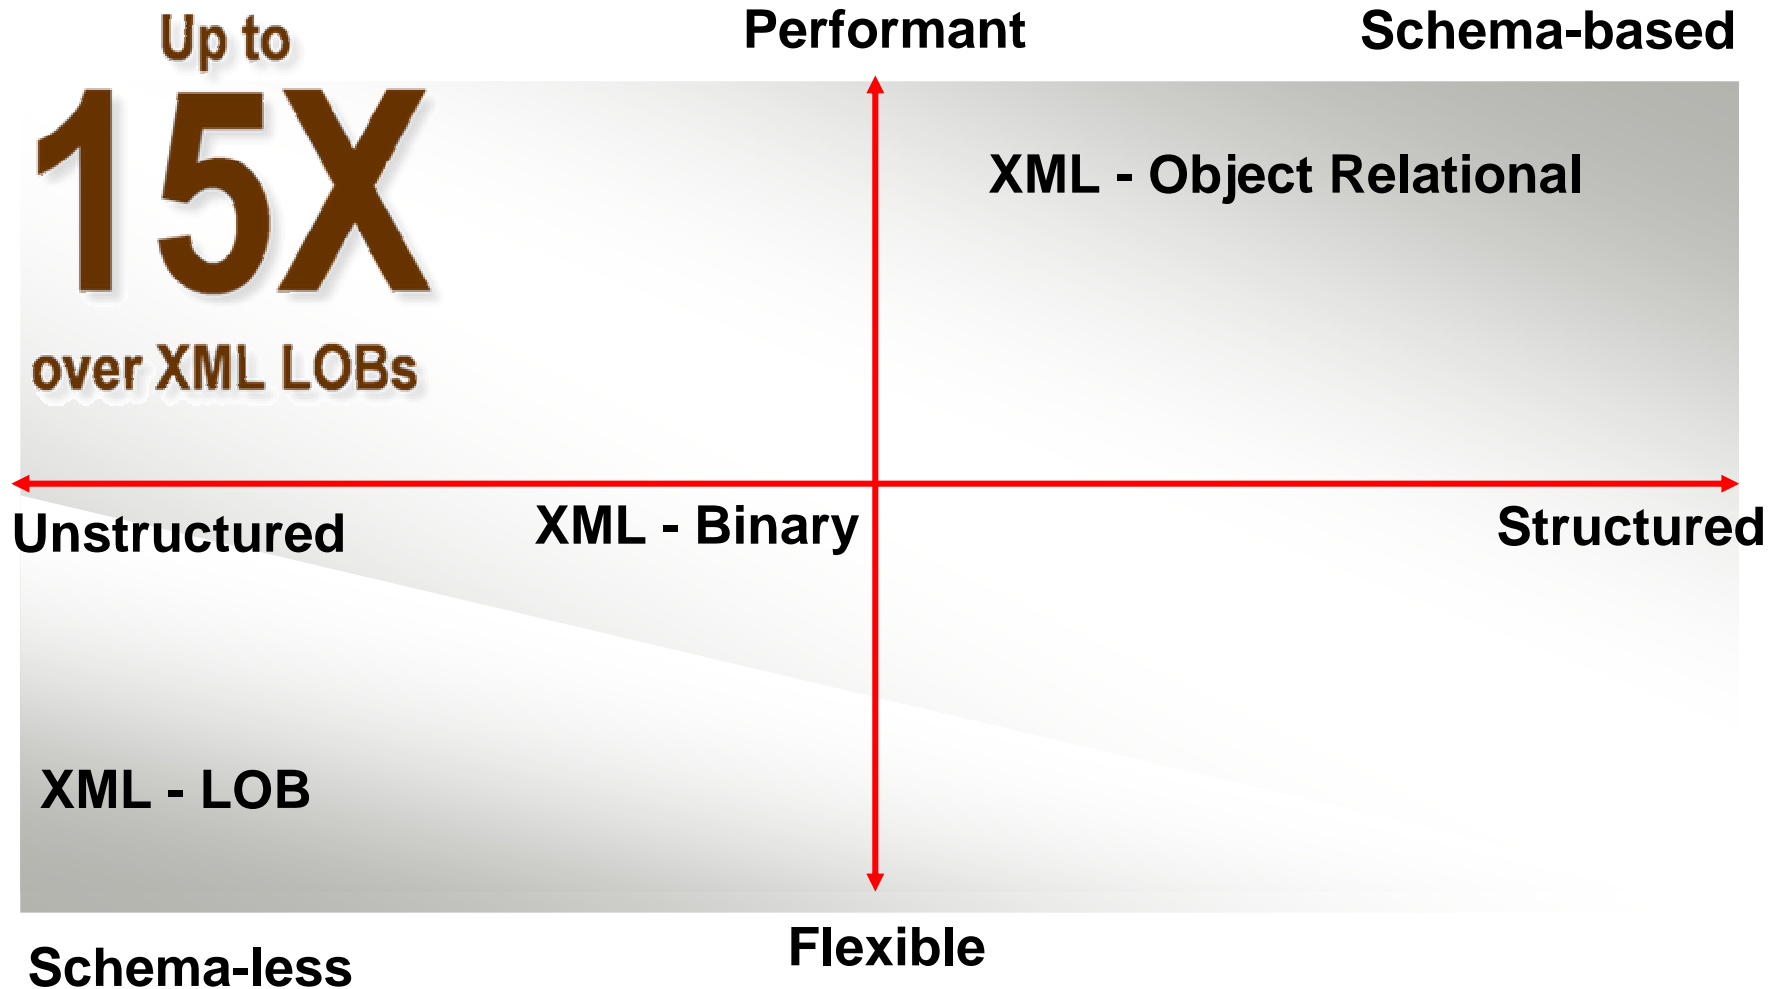 Up to
15X
over XML LOBs
Performant
Schema-based
XML - Object Relational
Unstructured
XML - Binary
Structured
XML - LOB
Schema-less
Flexible